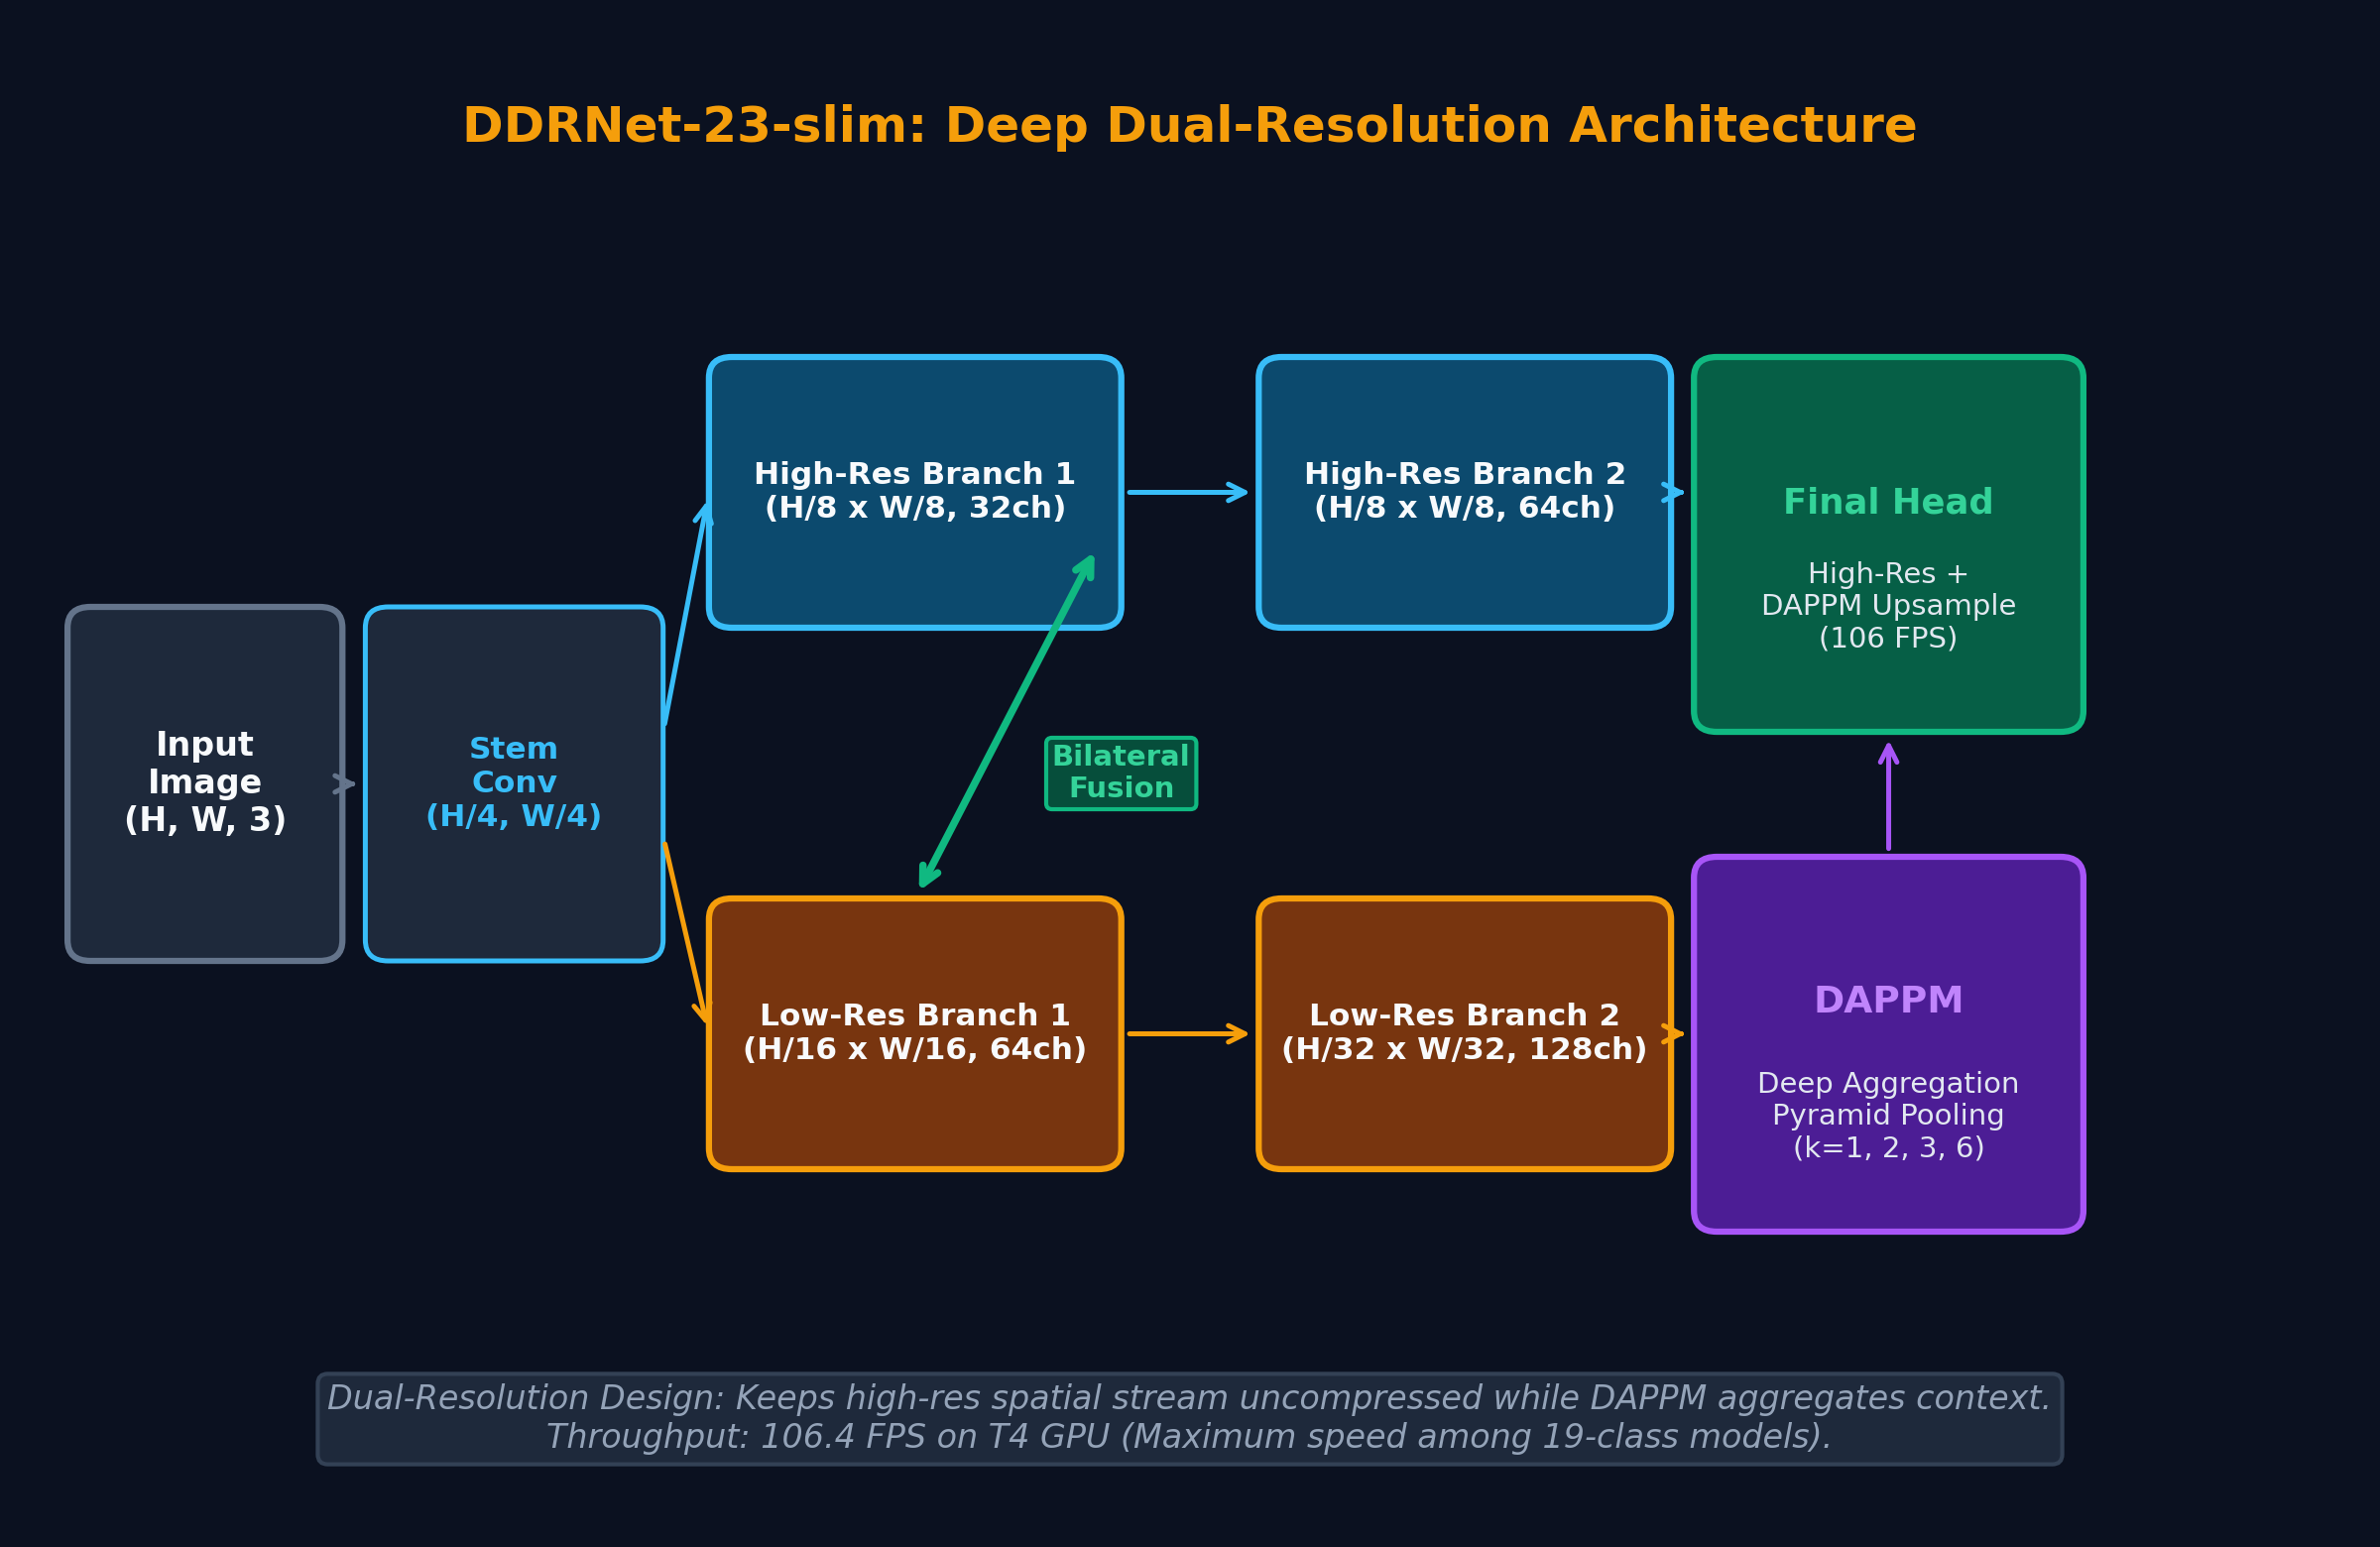 DDRNet-23-slim: Deep Dual-Resolution Architecture
Input
Image
(H, W, 3)
Stem
Conv
(H/4, W/4)
High-Res Branch 1
(H/8 x W/8, 32ch)
High-Res Branch 2
(H/8 x W/8, 64ch)
Final Head
High-Res +
DAPPM Upsample
(106 FPS)
Bilateral
Fusion
Low-Res Branch 1
(H/16 x W/16, 64ch)
Low-Res Branch 2
(H/32 x W/32, 128ch)
DAPPM
Deep Aggregation
Pyramid Pooling
(k=1, 2, 3, 6)
Dual-Resolution Design: Keeps high-res spatial stream uncompressed while DAPPM aggregates context.
Throughput: 106.4 FPS on T4 GPU (Maximum speed among 19-class models).